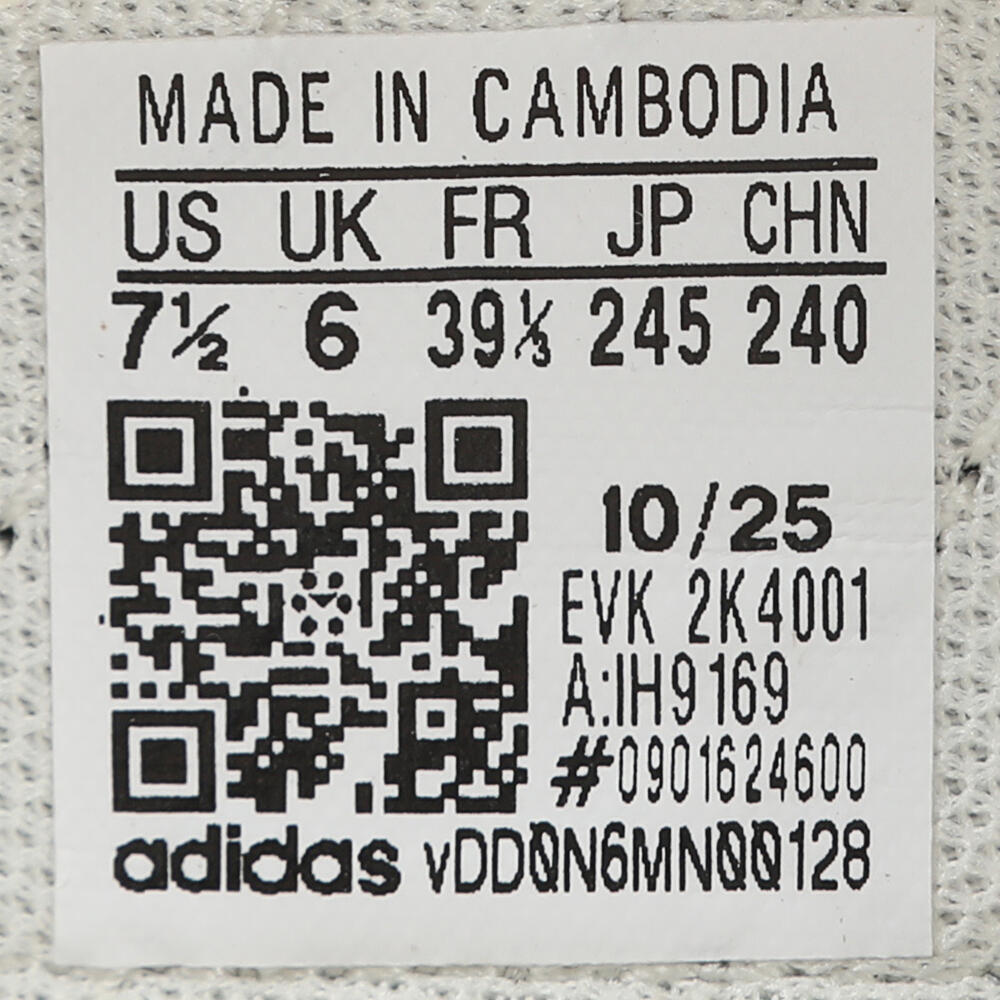 MADE IN CAMBODIA
US UK FR JP CHN
7½ 6 39⅓ 245 240
10/25
EVK 2K4001
A:IH9169
#0901624600
adidas vDD0N6MN00128